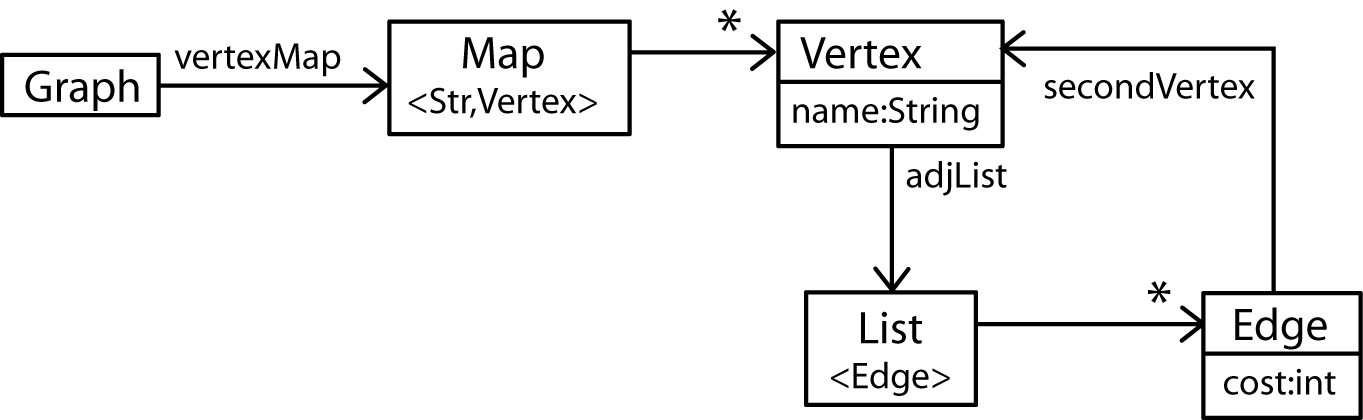 Graph
vertexMap
Map
<Str,Vertex>
*
Vertex
name:String
secondVertex
adjList
List
<Edge>
*
Edge
cost:int